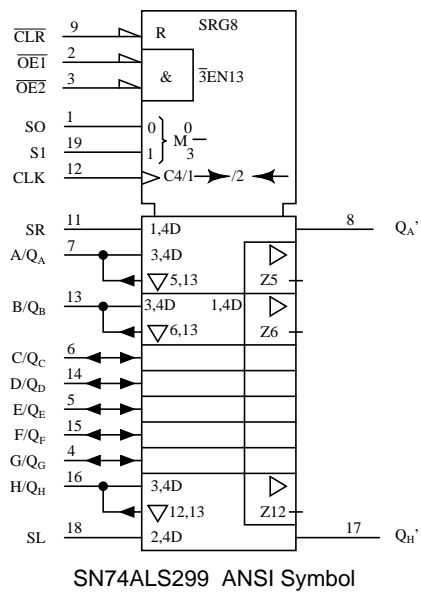 SRG8
CLR 9 R
OE1 2
OE2 3 & 3EN13
SO 1 0 M 0
S1 19 1 3
CLK 12 C4/1 /2
SR 11 1,4D 8 QA’
A/QA 7 3,4D
5,13 Z5
B/QB 13 3,4D 1,4D
6,13 Z6
C/QC 6
D/QD 14
E/QE 5
F/QF 15
G/QG 4
H/QH 16 3,4D
12,13 Z12
SL 18 2,4D 17 QH’
SN74ALS299 ANSI Symbol